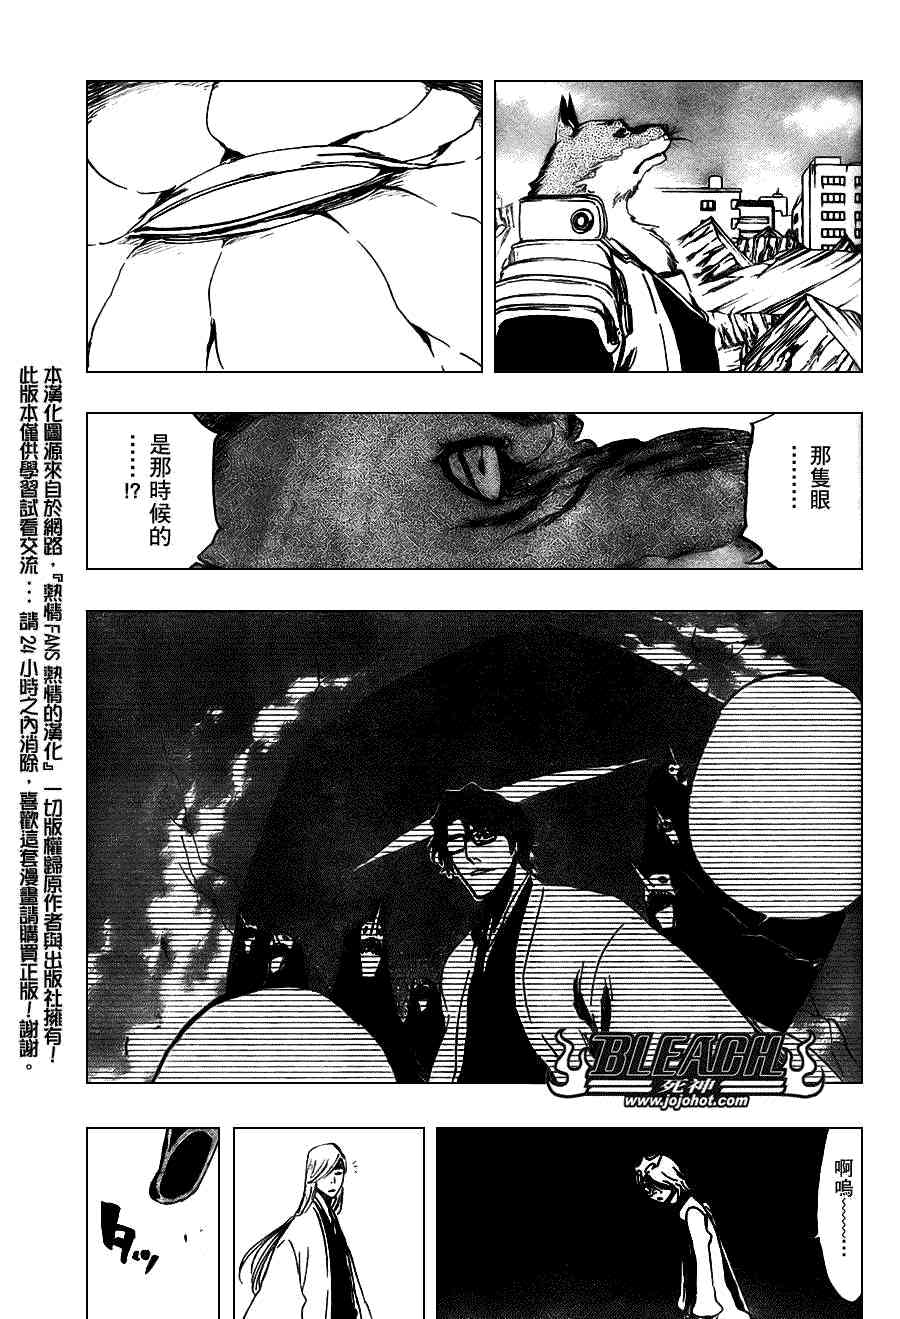 那隻眼
………
是那時候的
………!?
BLEACH
死神
www.jojohot.com
啊嗚~~~~~~…
タッ
本漢化圖源來自於網路，『熱情FANS 熱情的漢化』一切版權歸原作者與出版社擁有！
此版本僅供學習試看交流… 請 24 小時之內消除，喜歡這套漫畫請購買正版！謝謝。